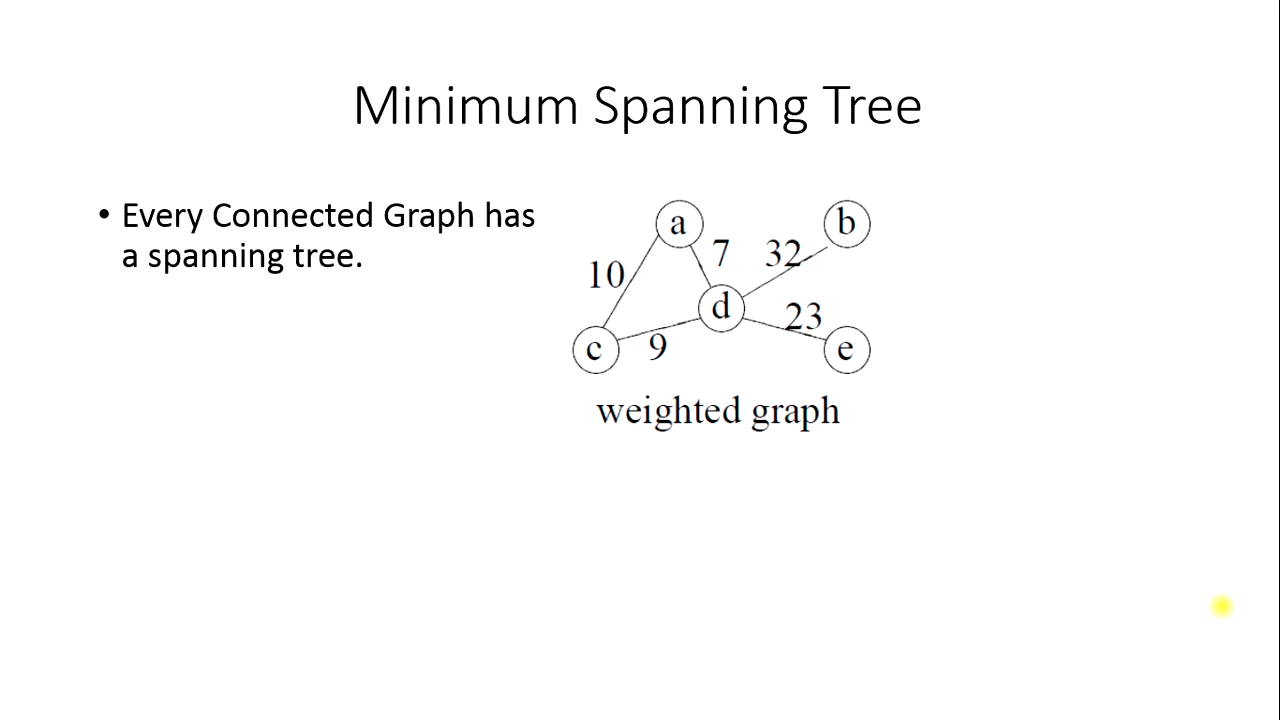 Minimum Spanning Tree
• Every Connected Graph has
a spanning tree.
a
b
7
32
10
d
23
c
9
e
weighted graph